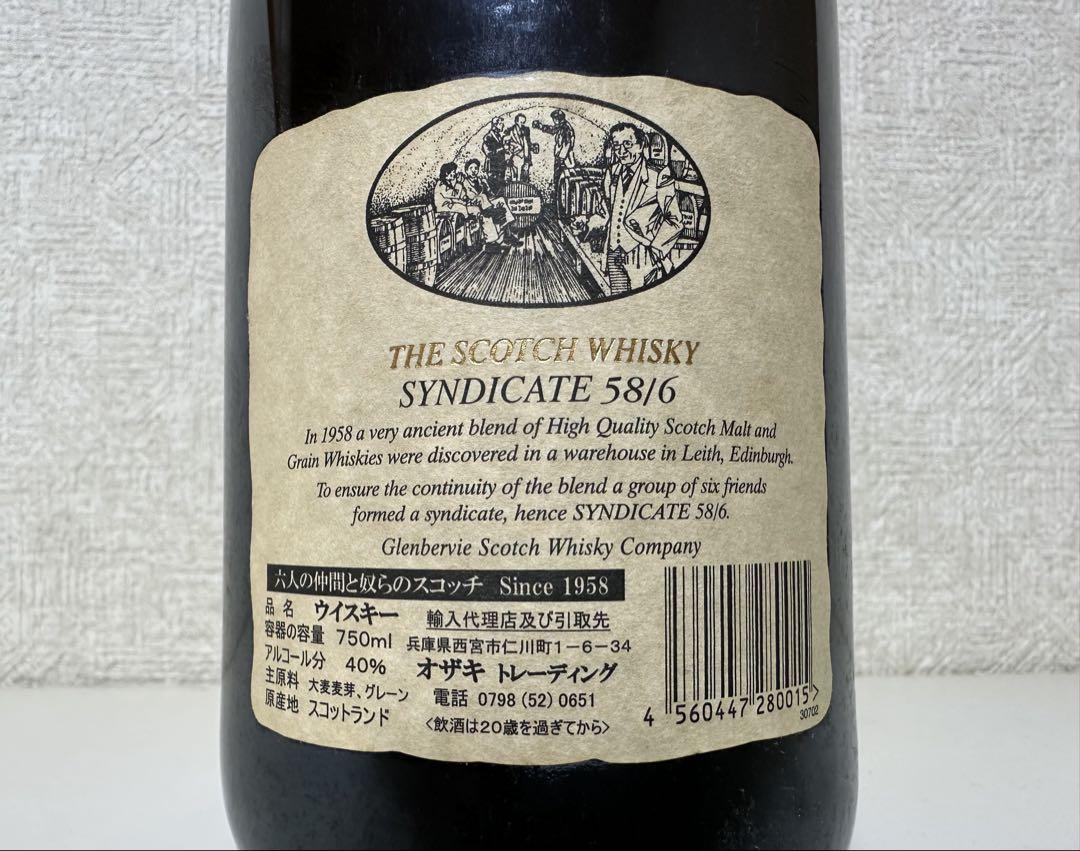 THE SCOTCH WHISKY
SYNDICATE 58/6
In 1958 a very ancient blend of High Quality Scotch Malt and
Grain Whiskies were discovered in a warehouse in Leith, Edinburgh.
To ensure the continuity of the blend a group of six friends
formed a syndicate, hence SYNDICATE 58/6.
Glenbervie Scotch Whisky Company
六人の仲間と奴らのスコッチ Since 1958
品名 ウイスキー
容器の容量 750ml
アルコール分 40%
主原料 大麦麦芽、グレーン
原産地 スコットランド
輸入代理店及び引取先
兵庫県西宮市仁川町1-6-34
オザキ トレーディング
電話 0798 (52) 0651
<飲酒は20歳を過ぎてから>
4 560447 280015>
30702